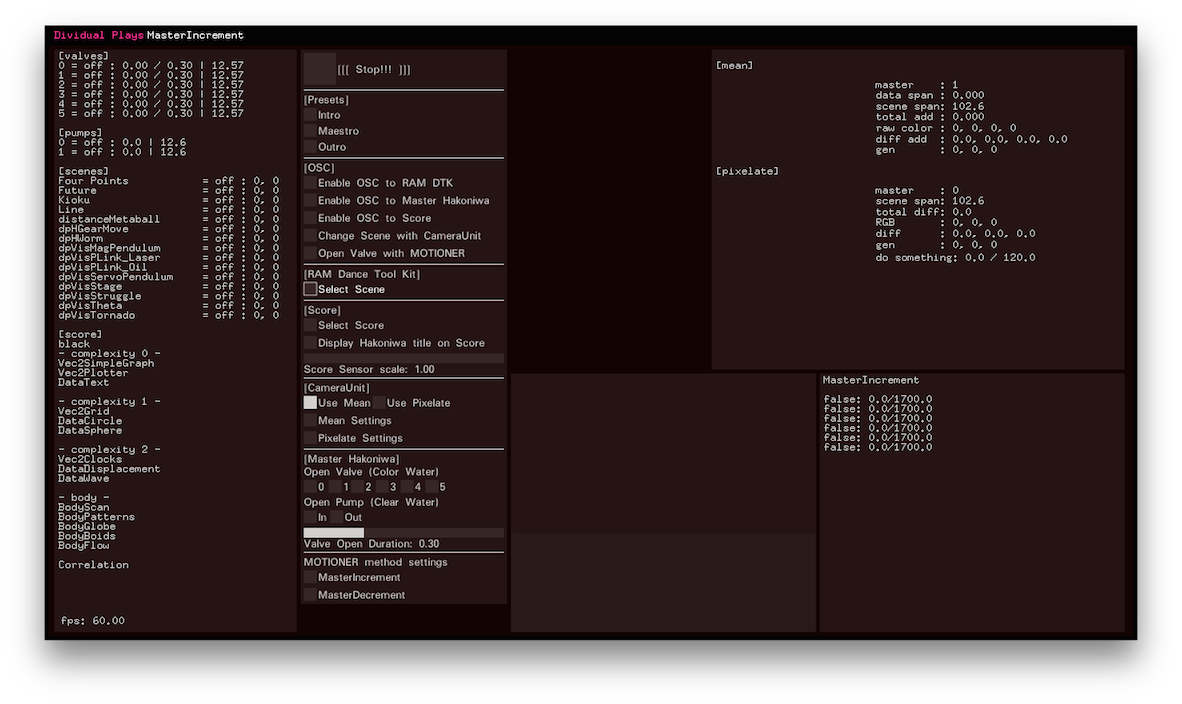 Dividual Plays MasterIncrement
[valves]
0 = off : 0.00 / 0.30 | 12.57
1 = off : 0.00 / 0.30 | 12.57
2 = off : 0.00 / 0.30 | 12.57
3 = off : 0.00 / 0.30 | 12.57
4 = off : 0.00 / 0.30 | 12.57
5 = off : 0.00 / 0.30 | 12.57
[pumps]
0 = off : 0.0 | 12.6
1 = off : 0.0 | 12.6
[scenes]
Four Points = off : 0, 0
Future = off : 0, 0
Kioku = off : 0, 0
Line = off : 0, 0
distanceMetaball = off : 0, 0
dpHGearMove = off : 0, 0
dpHWorm = off : 0, 0
dpVisMagPendulum = off : 0, 0
dpVisPLink_Laser = off : 0, 0
dpVisPLink_Oil = off : 0, 0
dpVisServoPendulum = off : 0, 0
dpVisStage = off : 0, 0
dpVisStruggle = off : 0, 0
dpVisTheta = off : 0, 0
dpVisTornado = off : 0, 0
[score]
black
- complexity 0 -
Vec2SimpleGraph
Vec2Plotter
DataText
- complexity 1 -
Vec2Grid
DataCircle
DataSphere
- complexity 2 -
Vec2Clocks
DataDisplacement
DataWave
- body -
BodyScan
BodyPatterns
BodyGlobe
BodyBoids
BodyFlow
Correlation
fps: 60.00
[[[ Stop!!! ]]]
[Presets]
Intro
Maestro
Outro
[OSC]
Enable OSC to RAM DTK
Enable OSC to Master Hakoniwa
Enable OSC to Score
Change Scene with CameraUnit
Open Valve with MOTIONER
[RAM Dance Tool Kit]
Select Scene
[Score]
Select Score
Display Hakoniwa title on Score
Score Sensor scale: 1.00
[CameraUnit]
Use Mean Use Pixelate
Mean Settings
Pixelate Settings
[Master Hakoniwa]
Open Valve (Color Water)
0 1 2 3 4 5
Open Pump (Clear Water)
In Out
Valve Open Duration: 0.30
MOTIONER method settings
MasterIncrement
MasterDecrement
[mean]
master : 1
data span : 0.000
scene span: 102.6
total add : 0.000
raw color : 0, 0, 0, 0
diff add : 0.0, 0.0, 0.0, 0.0
gen : 0, 0, 0
[pixelate]
master : 0
scene span: 102.6
total diff: 0.0
RGB : 0, 0, 0
diff : 0.0, 0.0, 0.0
gen : 0, 0, 0
do something: 0.0 / 120.0
MasterIncrement
false: 0.0/1700.0
false: 0.0/1700.0
false: 0.0/1700.0
false: 0.0/1700.0
false: 0.0/1700.0
false: 0.0/1700.0